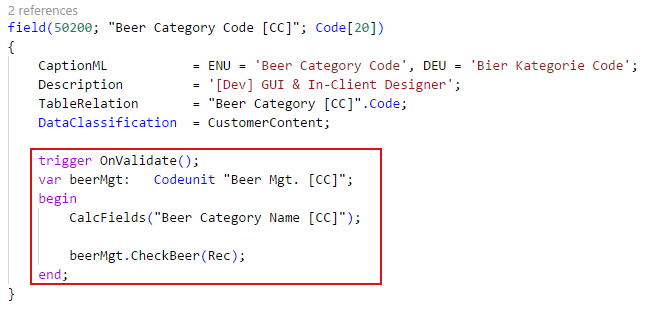 2 references
field(50200; "Beer Category Code [CC]"; Code[20])
{
CaptionML = ENU = 'Beer Category Code', DEU = 'Bier Kategorie Code';
Description = '[Dev] GUI & In-Client Designer';
TableRelation = "Beer Category [CC]".Code;
DataClassification = CustomerContent;
trigger OnValidate();
var beerMgt: Codeunit "Beer Mgt. [CC]";
begin
CalcFields("Beer Category Name [CC]");
beerMgt.CheckBeer(Rec);
end;
}